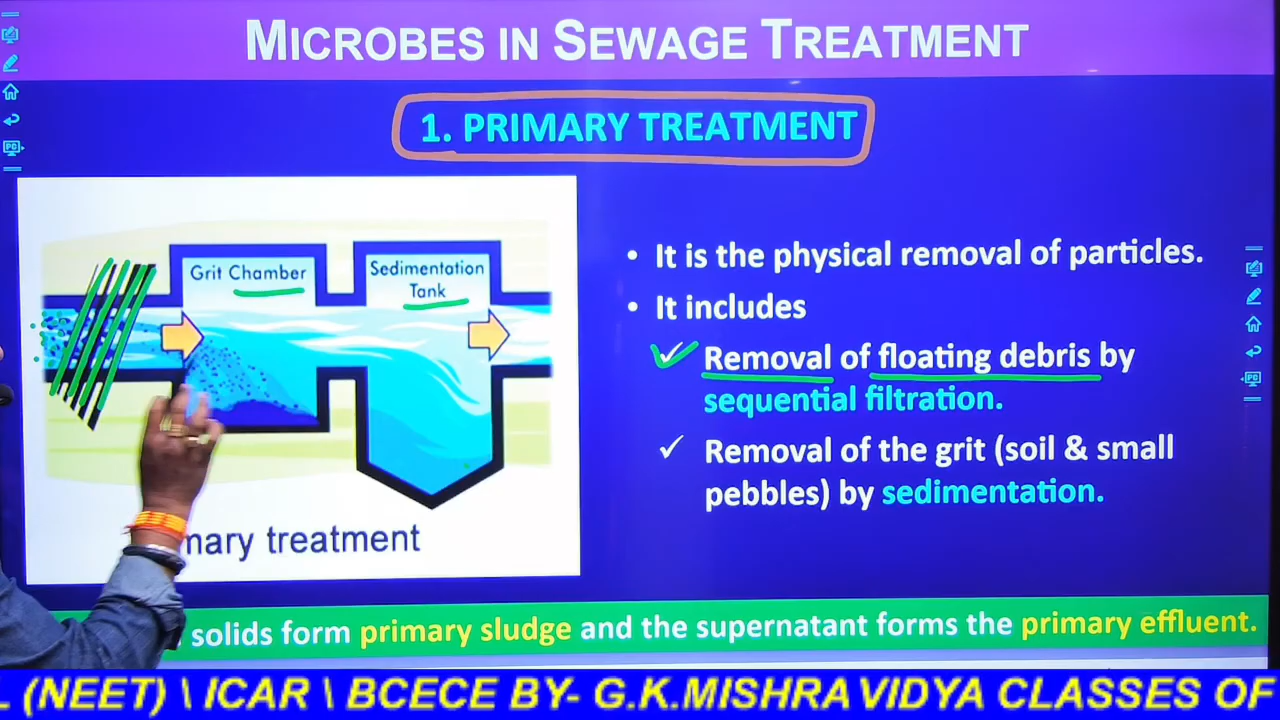 MICROBES IN SEWAGE TREATMENT
1. PRIMARY TREATMENT
Grit Chamber
Sedimentation
Tank
mary treatment
• It is the physical removal of particles.
• It includes
✓ Removal of floating debris by
sequential filtration.
✓ Removal of the grit (soil & small
pebbles) by sedimentation.
solids form primary sludge and the supernatant forms the primary effluent.
(NEET) \ ICAR \ BCECE BY- G.K.MISHRA VIDYA CLASSES OF